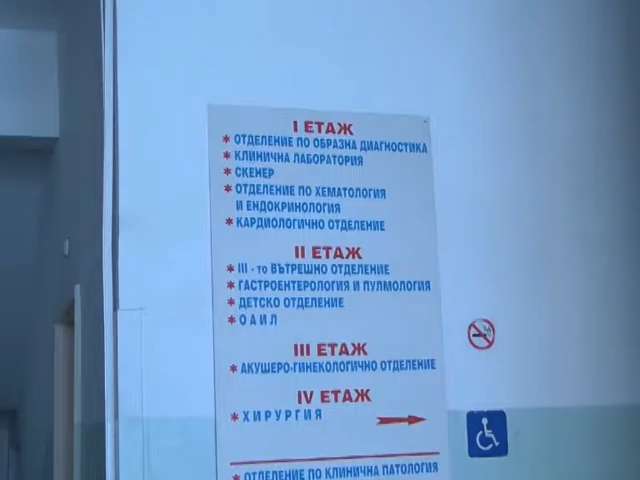 I ЕТАЖ
* ОТДЕЛЕНИЕ ПО ОБРАЗНА ДИАГНОСТИКА
* КЛИНИЧНА ЛАБОРАТОРИЯ
* СКЕНЕР
* ОТДЕЛЕНИЕ ПО ХЕМАТОЛОГИЯ
И ЕНДОКРИНОЛОГИЯ
* КАРДИОЛОГИЧНО ОТДЕЛЕНИЕ
II ЕТАЖ
* III - то ВЪТРЕШНО ОТДЕЛЕНИЕ
* ГАСТРОЕНТЕРОЛОГИЯ И ПУЛМОЛОГИЯ
* ДЕТСКО ОТДЕЛЕНИЕ
* О А И Л
III ЕТАЖ
* АКУШЕРО-ГИНЕКОЛОГИЧНО ОТДЕЛЕНИЕ
IV ЕТАЖ
* Х И Р У Р Г И Я
* ОТДЕЛЕНИЕ ПО КЛИНИЧНА ПАТОЛОГИЯ